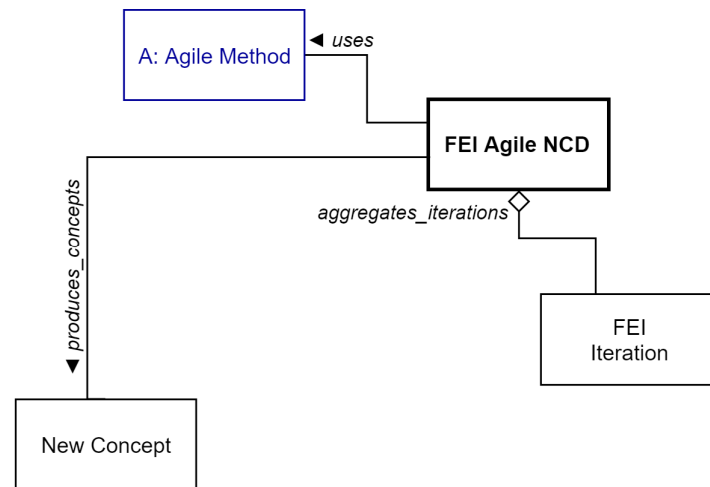 ◄ uses
A: Agile Method
FEI Agile NCD
aggregates_iterations
▼ produces_concepts
FEI
Iteration
New Concept